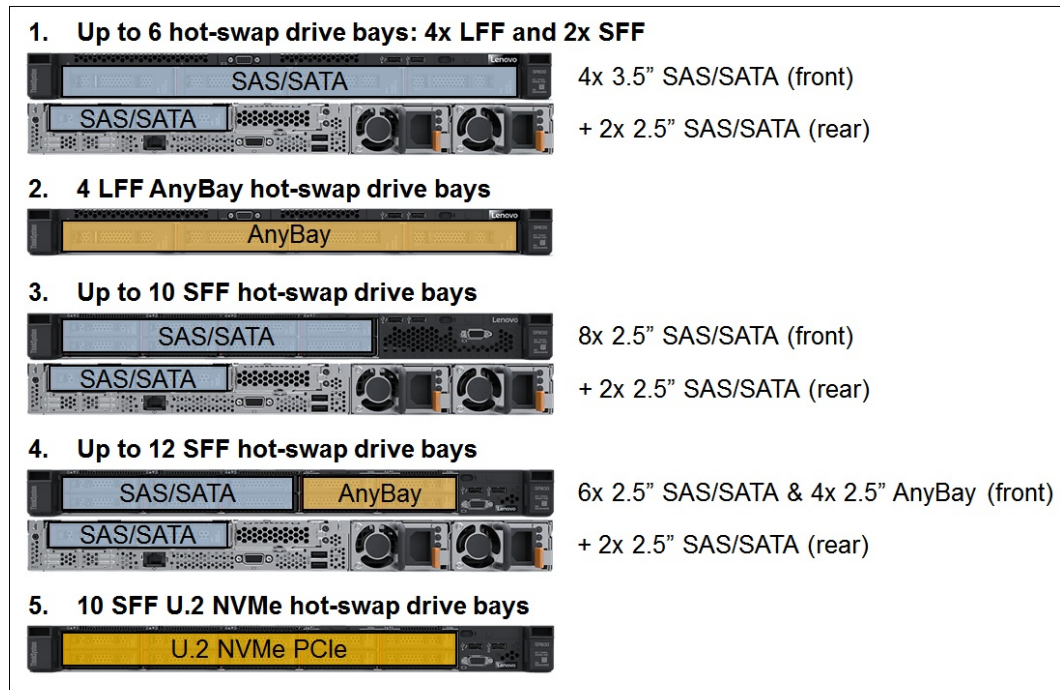 1. Up to 6 hot-swap drive bays: 4x LFF and 2x SFF
Lenovo
SAS/SATA
4x 3.5” SAS/SATA (front)
SAS/SATA
+ 2x 2.5” SAS/SATA (rear)
2. 4 LFF AnyBay hot-swap drive bays
Lenovo
AnyBay
3. Up to 10 SFF hot-swap drive bays
Lenovo
SAS/SATA
8x 2.5” SAS/SATA (front)
SAS/SATA
+ 2x 2.5” SAS/SATA (rear)
4. Up to 12 SFF hot-swap drive bays
SAS/SATA
AnyBay
6x 2.5” SAS/SATA & 4x 2.5” AnyBay (front)
Lenovo
SAS/SATA
+ 2x 2.5” SAS/SATA (rear)
5. 10 SFF U.2 NVMe hot-swap drive bays
U.2 NVMe PCIe
Lenovo